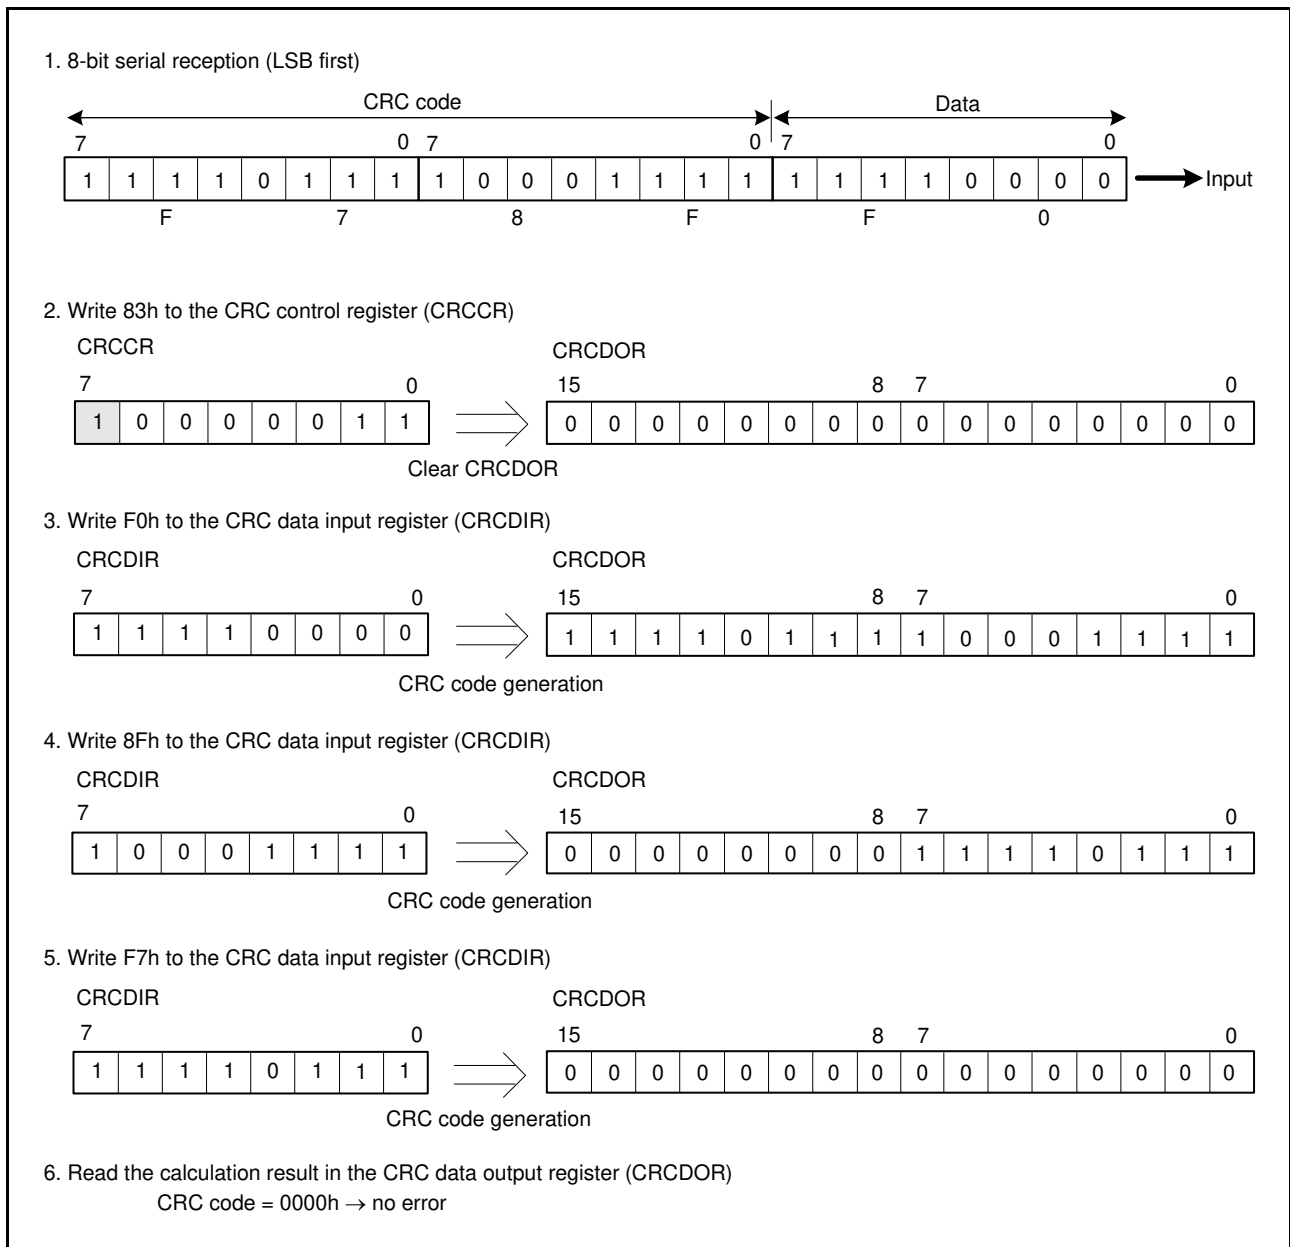 1. 8-bit serial reception (LSB first)
CRC code Data
7 0 7 0 7 0
1 1 1 1 0 1 1 1 1 0 0 0 1 1 1 1 1 1 1 1 0 0 0 0 Input
F 7 8 F F 0
2. Write 83h to the CRC control register (CRCCR)
CRCCR CRCDOR
7 0 15 8 7 0
1 0 0 0 0 0 1 1 0 0 0 0 0 0 0 0 0 0 0 0 0 0 0 0
Clear CRCDOR
3. Write F0h to the CRC data input register (CRCDIR)
CRCDIR CRCDOR
7 0 15 8 7 0
1 1 1 1 0 0 0 0 1 1 1 1 0 1 1 1 1 0 0 0 1 1 1 1
CRC code generation
4. Write 8Fh to the CRC data input register (CRCDIR)
CRCDIR CRCDOR
7 0 15 8 7 0
1 0 0 0 1 1 1 1 0 0 0 0 0 0 0 0 1 1 1 1 0 1 1 1
CRC code generation
5. Write F7h to the CRC data input register (CRCDIR)
CRCDIR CRCDOR
7 0 15 8 7 0
1 1 1 1 0 1 1 1 0 0 0 0 0 0 0 0 0 0 0 0 0 0 0 0
CRC code generation
6. Read the calculation result in the CRC data output register (CRCDOR)
CRC code = 0000h → no error